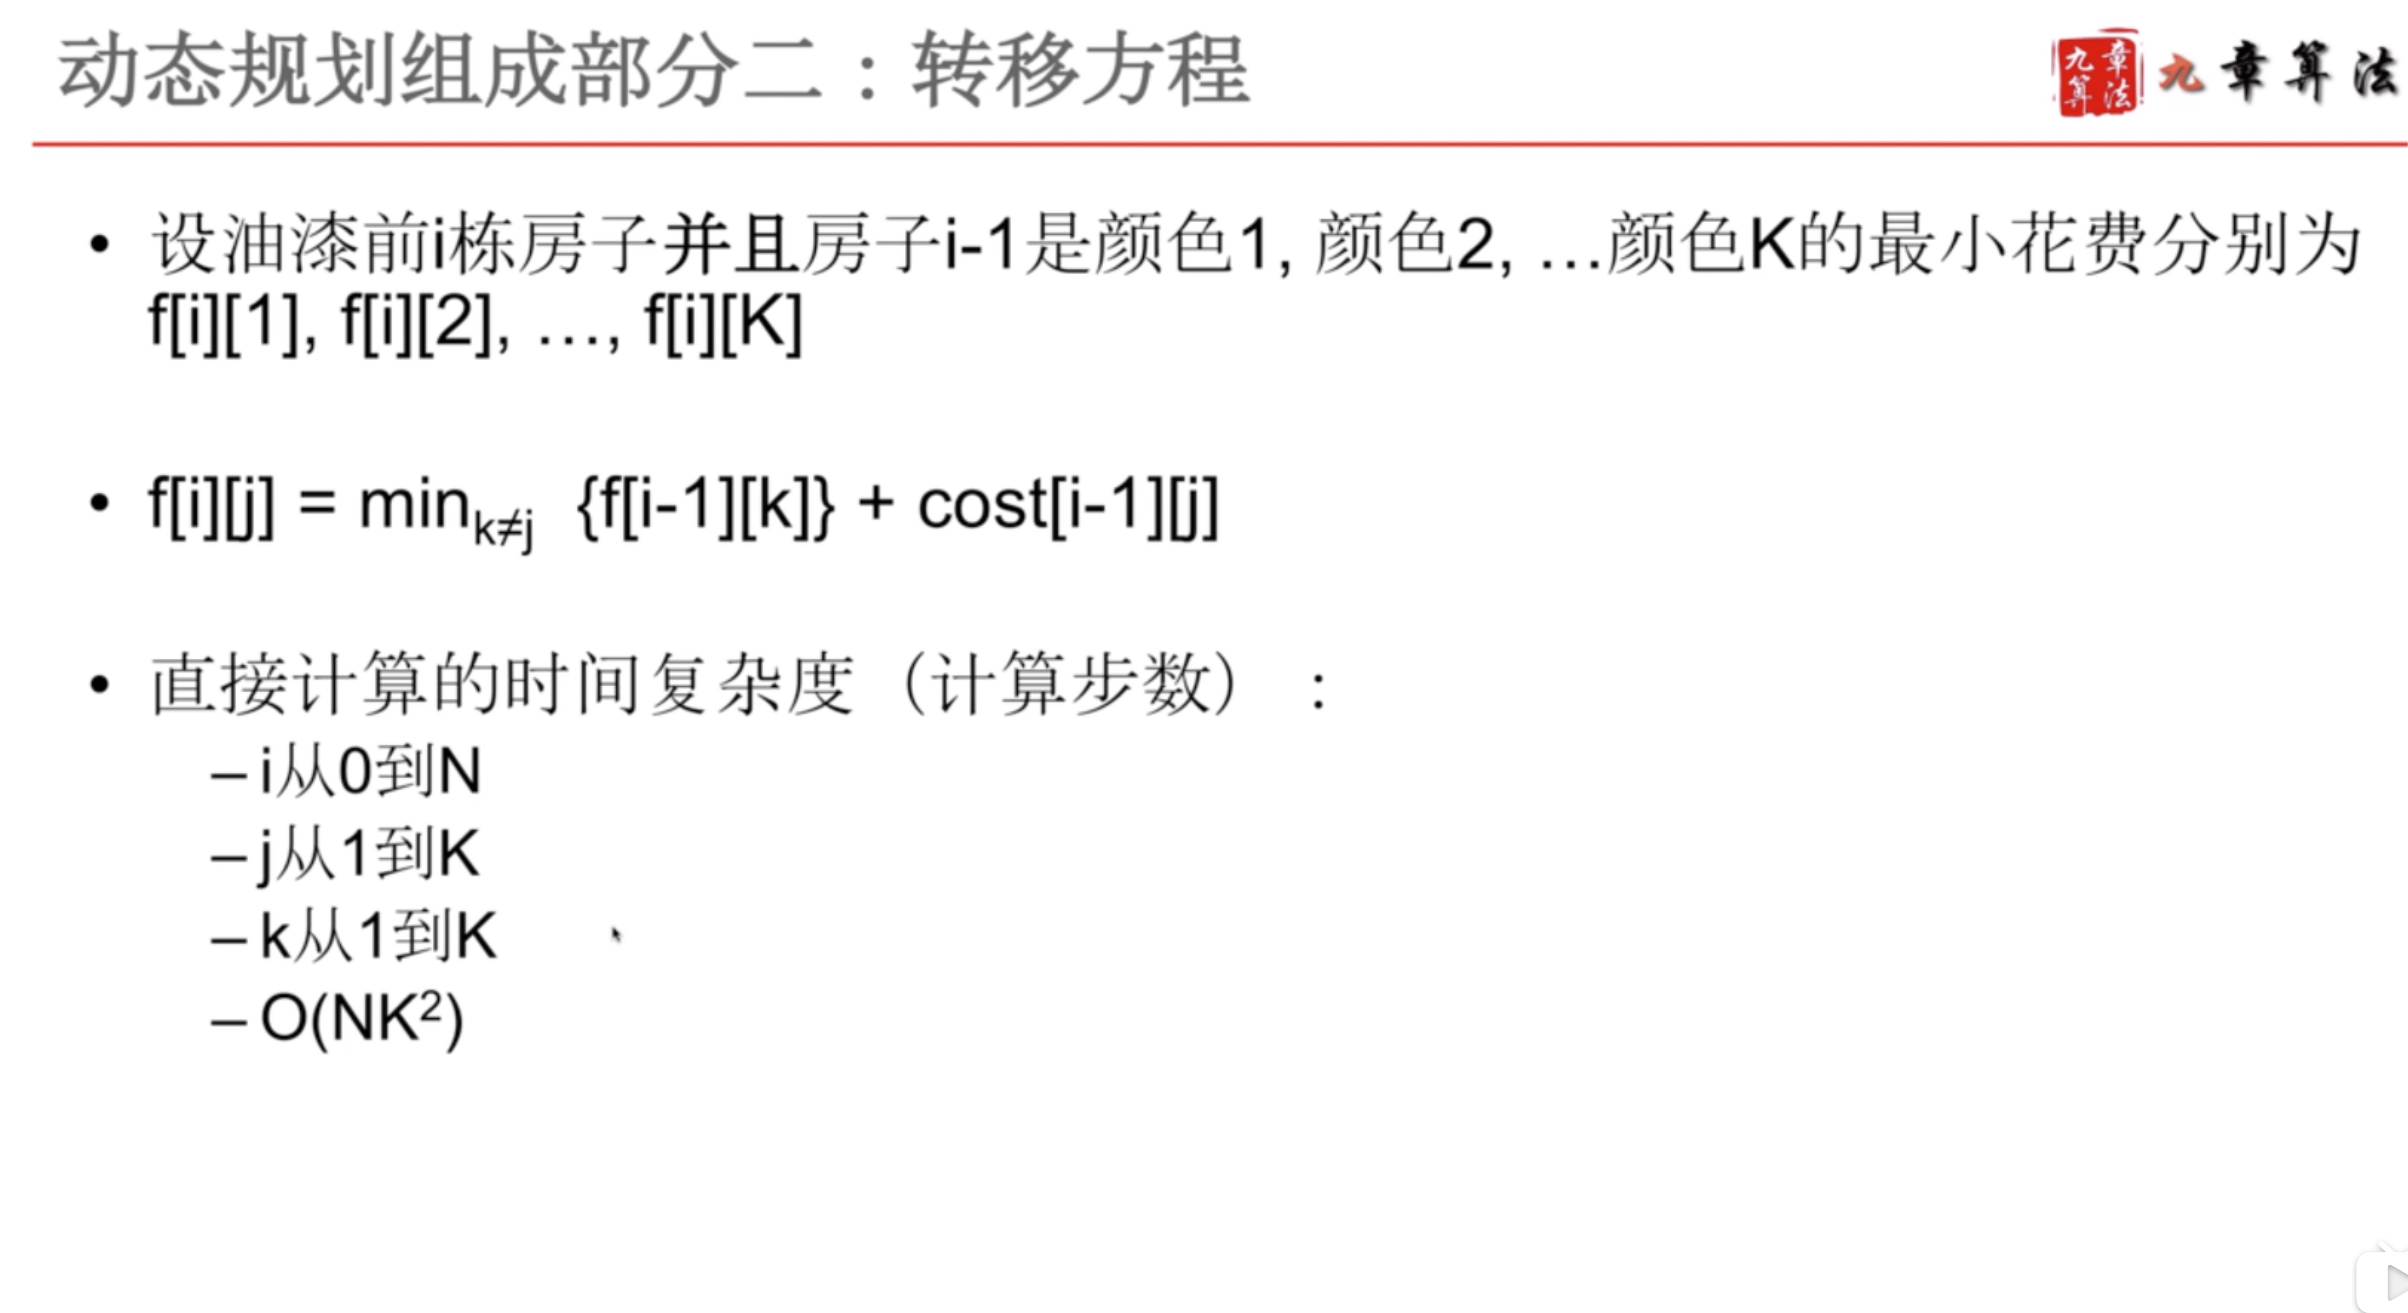 动态规划组成部分二：转移方程
九章
算法
九章算法
• 设油漆前i栋房子并且房子i-1是颜色1, 颜色2, …颜色K的最小花费分别为
f[i][1], f[i][2], …, f[i][K]
• f[i][j] = min_{k≠j} {f[i-1][k]} + cost[i-1][j]
• 直接计算的时间复杂度（计算步数）：
– i从0到N
– j从1到K
– k从1到K
– O(NK²)